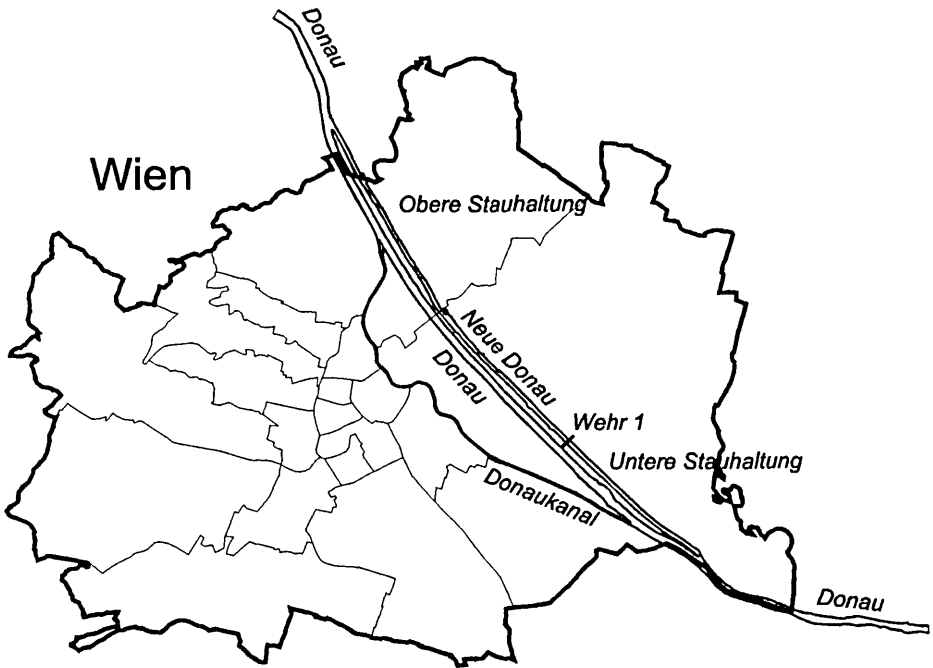 Donau
Wien
Obere Stauhaltung
Neue Donau
Donau
Wehr 1
Untere Stauhaltung
Donaukanal
Donau